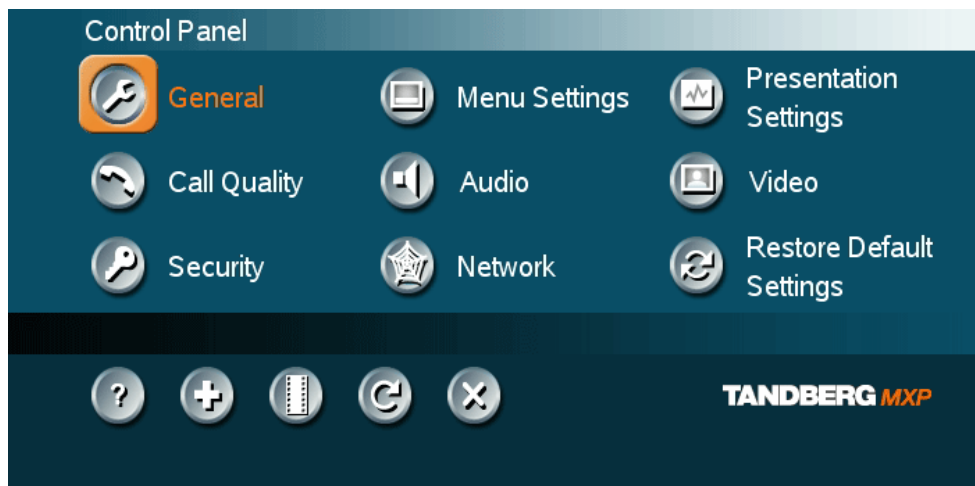 Control Panel
General
Menu Settings
Presentation
Settings
Call Quality
Audio
Video
Security
Network
Restore Default
Settings
?
TANDBERG MXP